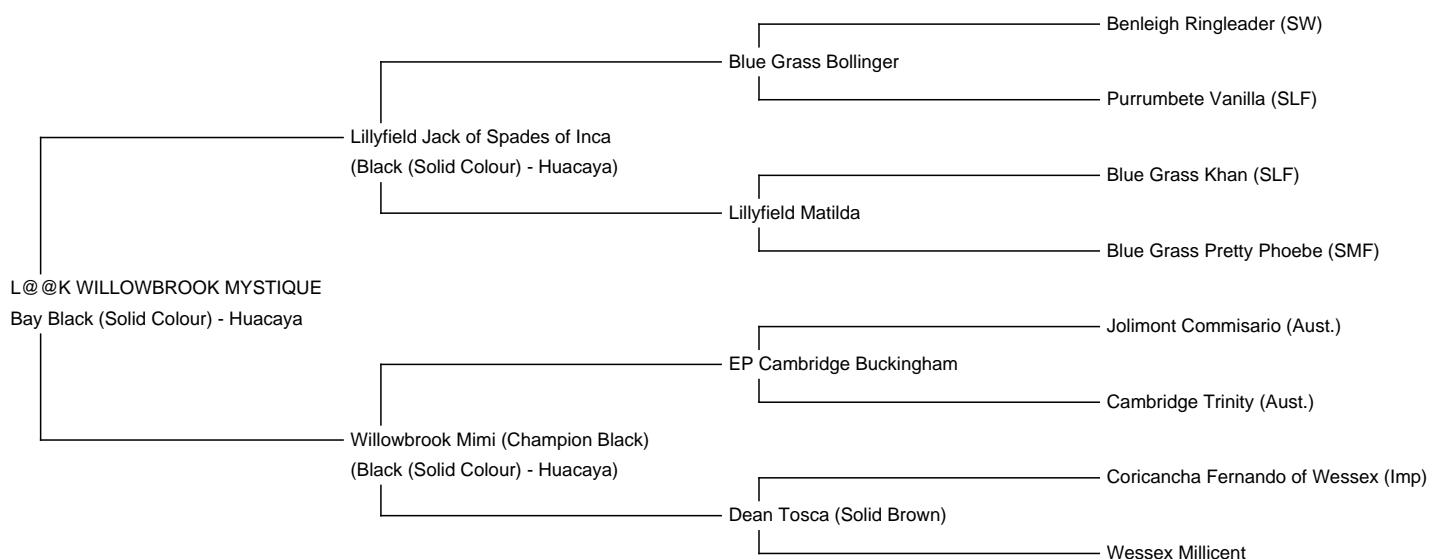 Benleigh Ringleader (SW)
Blue Grass Bollinger
Purrumbete Vanilla (SLF)
Lillyfield Jack of Spades of Inca
(Black (Solid Colour) - Huacaya)
Blue Grass Khan (SLF)
Lillyfield Matilda
Blue Grass Pretty Phoebe (SMF)
L@@K WILLOWBROOK MYSTIQUE
Bay Black (Solid Colour) - Huacaya
Jolimont Commisario (Aust.)
EP Cambridge Buckingham
Cambridge Trinity (Aust.)
Willowbrook Mimi (Champion Black)
(Black (Solid Colour) - Huacaya)
Coricancha Fernando of Wessex (Imp)
Dean Tosca (Solid Brown)
Wessex Millicent